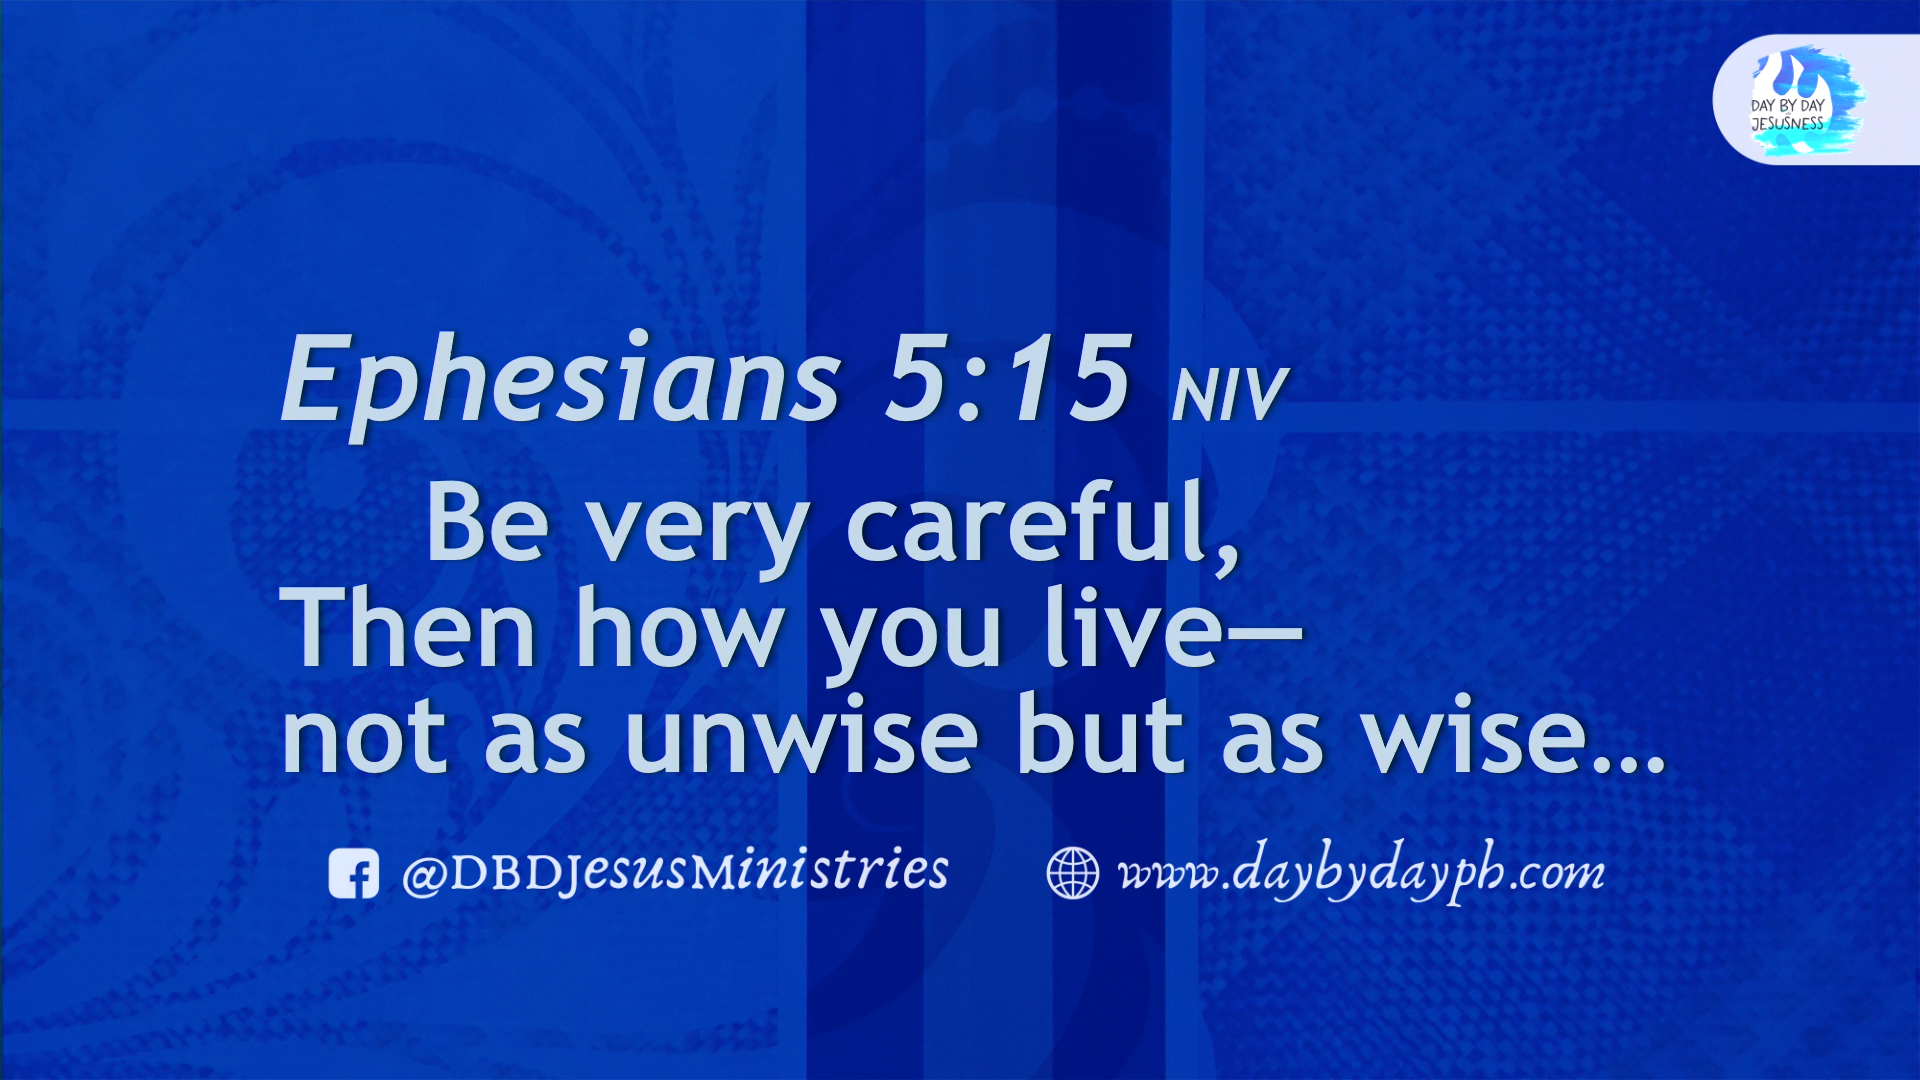 DAY BY DAY
JESUSNESS
Ephesians 5:15 NIV
Be very careful,
Then how you live—
not as unwise but as wise…
@DBDJesusMinistries
www.daybydayph.com